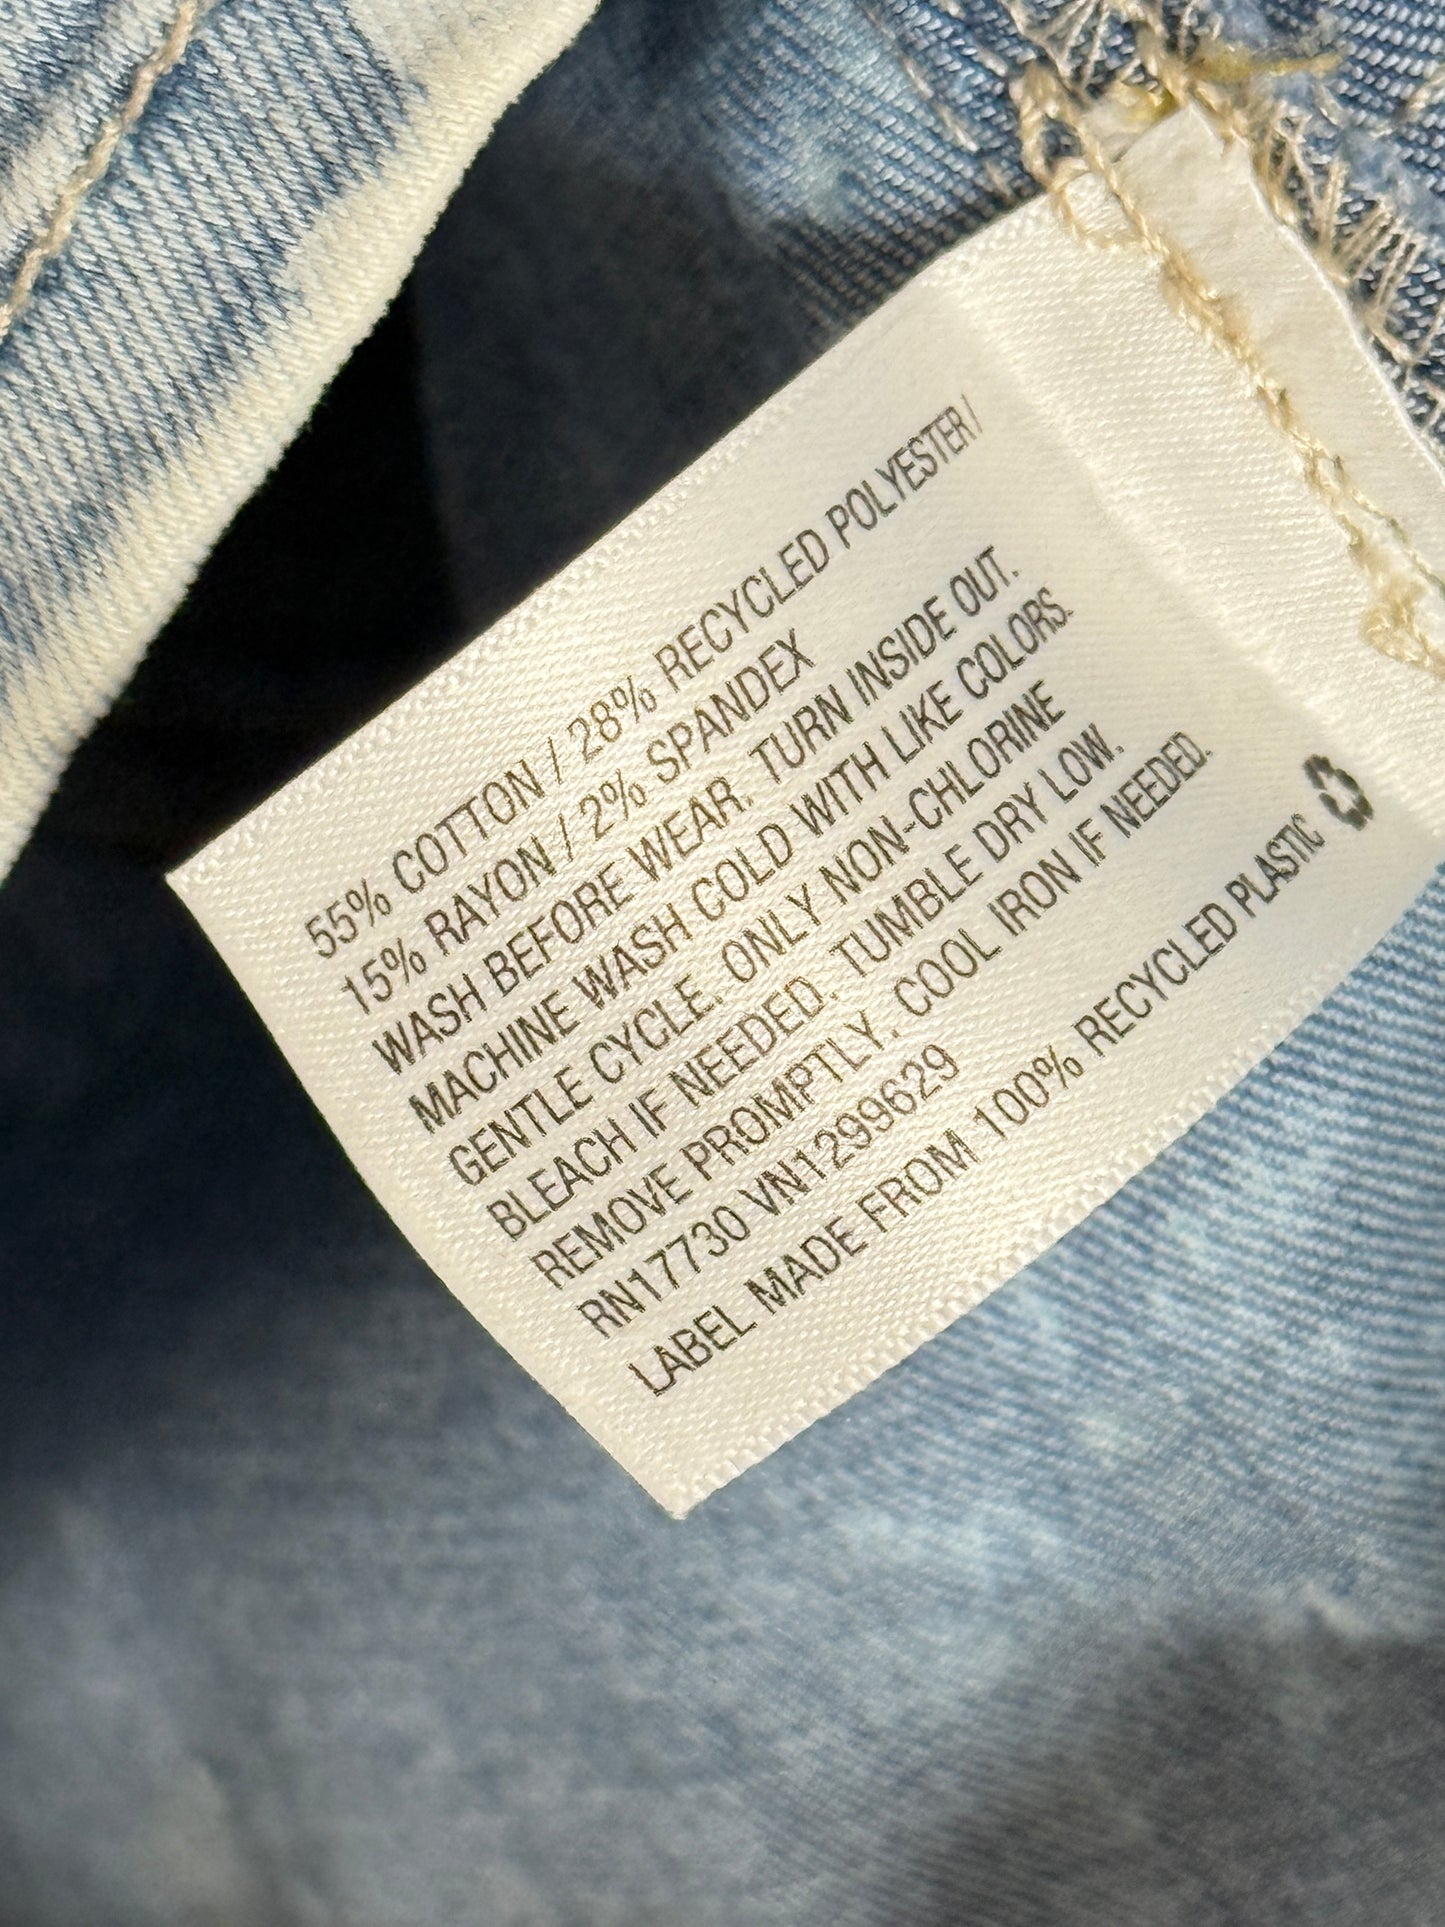 55% COTTON / 28% RECYCLED POLYESTER /
15% RAYON / 2% SPANDEX
WASH BEFORE WEAR. TURN INSIDE OUT.
MACHINE WASH COLD WITH LIKE COLORS.
GENTLE CYCLE. ONLY NON-CHLORINE
BLEACH IF NEEDED. TUMBLE DRY LOW.
REMOVE PROMPTLY. COOL IRON IF NEEDED.
RN17730 VN1299629
LABEL MADE FROM 100% RECYCLED PLASTIC